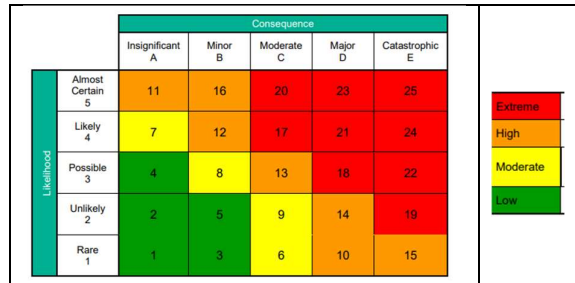 Consequence
Insignificant
A
Minor
B
Moderate
C
Major
D
Catastrophic
E
Likelihood
Almost
Certain
5
11 16 20 23 25
Likely
4
7 12 17 21 24
Possible
3
4 8 13 18 22
Unlikely
2
2 5 9 14 19
Rare
1
1 3 6 10 15
Extreme
High
Moderate
Low